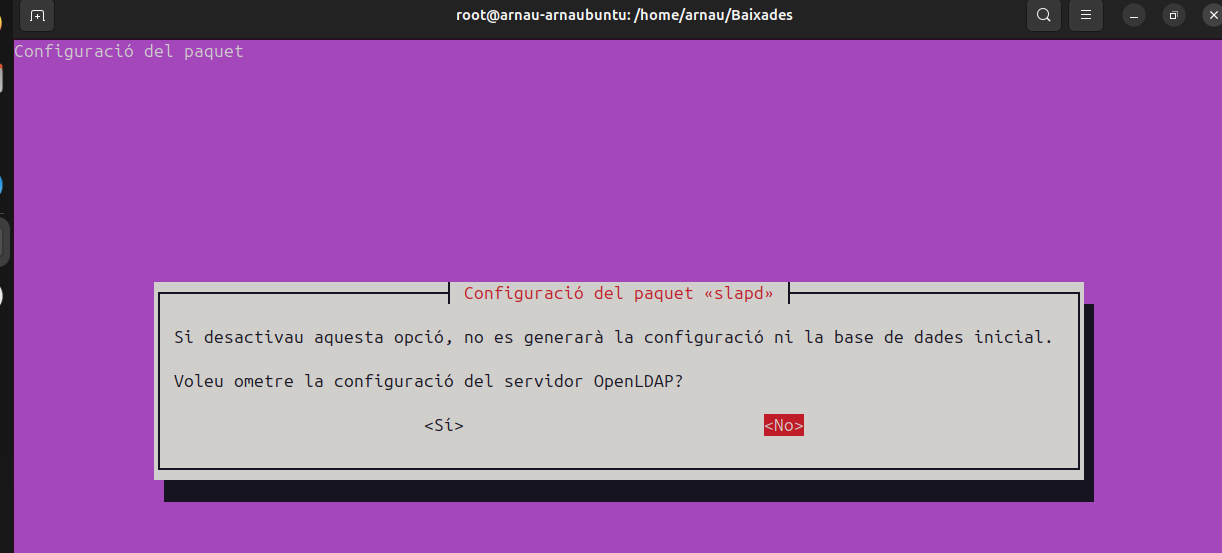 root@arnau-arnaubuntu: /home/arnau/Baixades
Configuració del paquet
Configuració del paquet «slapd»
Si desactivau aquesta opció, no es generarà la configuració ni la base de dades inicial.
Voleu ometre la configuració del servidor OpenLDAP?
<Sí> <No>